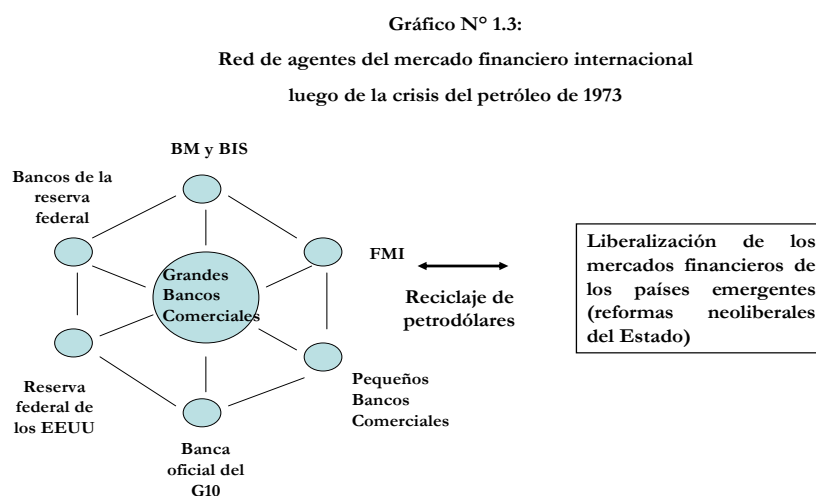 Gráfico N° 1.3:
Red de agentes del mercado financiero internacional
luego de la crisis del petróleo de 1973
BM y BIS
Bancos de la
reserva
federal
FMI
Grandes
Bancos
Comerciales
Reciclaje de
petrodólares
Liberalización de los
mercados financieros de
los países emergentes
(reformas neoliberales
del Estado)
Reserva
federal de
los EEUU
Banca
oficial del
G10
Pequeños
Bancos
Comerciales